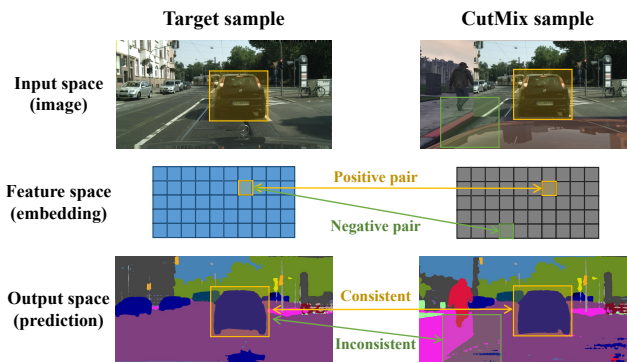 Target sample
CutMix sample
Input space
(image)
Feature space
(embedding)
Positive pair
Negative pair
Output space
(prediction)
Consistent
Inconsistent